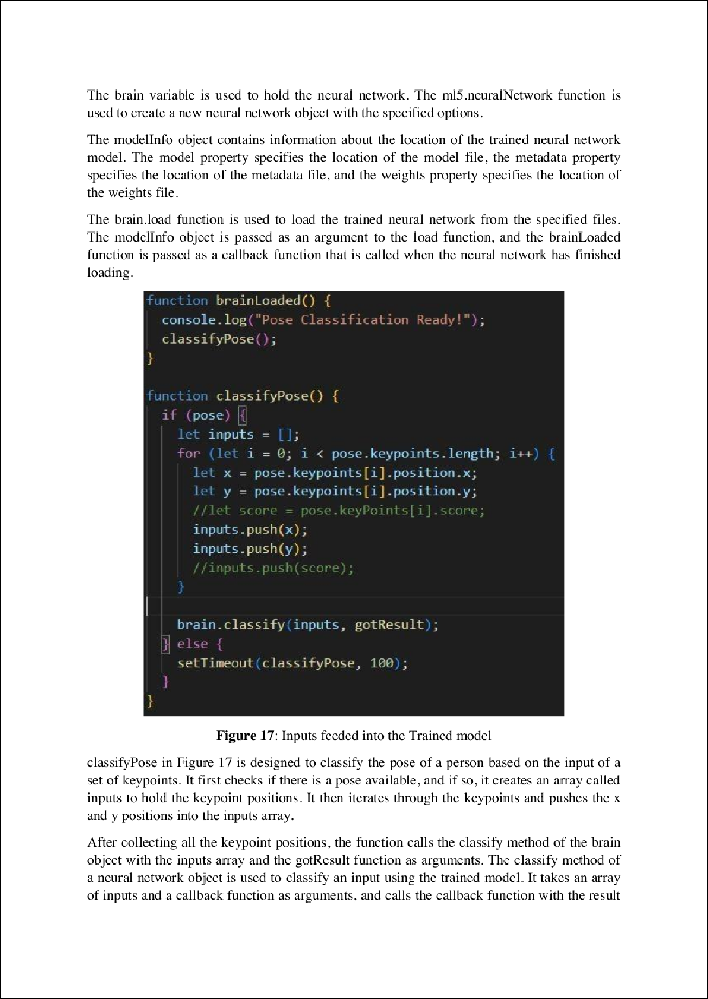 The brain variable is used to hold the neural network. The ml5.neuralNetwork function is
used to create a new neural network object with the specified options.
The modelInfo object contains information about the location of the trained neural network
model. The model property specifies the location of the model file, the metadata property
specifies the location of the metadata file, and the weights property specifies the location of
the weights file.
The brain.load function is used to load the trained neural network from the specified files.
The modelInfo object is passed as an argument to the load function, and the brainLoaded
function is passed as a callback function that is called when the neural network has finished
loading.
function brainLoaded() {
console.log("Pose Classification Ready!");
classifyPose();
}
function classifyPose() {
if (pose) {
let inputs = [];
for (let i = 0; i < pose.keypoints.length; i++) {
let x = pose.keypoints[i].position.x;
let y = pose.keypoints[i].position.y;
//let score = pose.keyPoints[i].score;
inputs.push(x);
inputs.push(y);
//inputs.push(score);
}
brain.classify(inputs, gotResult);
} else {
setTimeout(classifyPose, 100);
}
}
Figure 17: Inputs feeded into the Trained model
classifyPose in Figure 17 is designed to classify the pose of a person based on the input of a
set of keypoints. It first checks if there is a pose available, and if so, it creates an array called
inputs to hold the keypoint positions. It then iterates through the keypoints and pushes the x
and y positions into the inputs array.
After collecting all the keypoint positions, the function calls the classify method of the brain
object with the inputs array and the gotResult function as arguments. The classify method of
a neural network object is used to classify an input using the trained model. It takes an array
of inputs and a callback function as arguments, and calls the callback function with the result